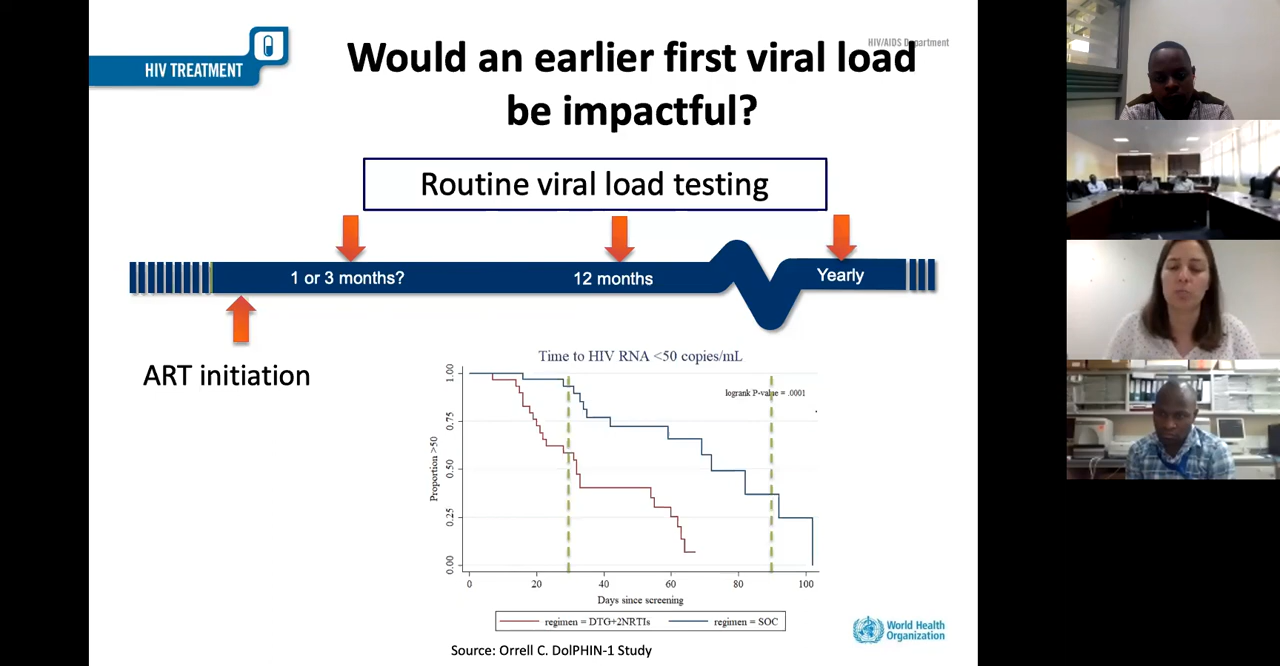 HIV/AIDS Department
HIV TREATMENT
Would an earlier first viral load
be impactful?
Routine viral load testing
1 or 3 months?
12 months
Yearly
ART initiation
Time to HIV RNA <50 copies/mL
logrank P-value = .0001
Proportion >50
1.00
0.75
0.50
0.25
0.00
0 20 40 60 80 100
Days since screening
regimen = DTG+2NRTIs
regimen = SOC
World Health
Organization
Source: Orrell C. DolPHIN-1 Study